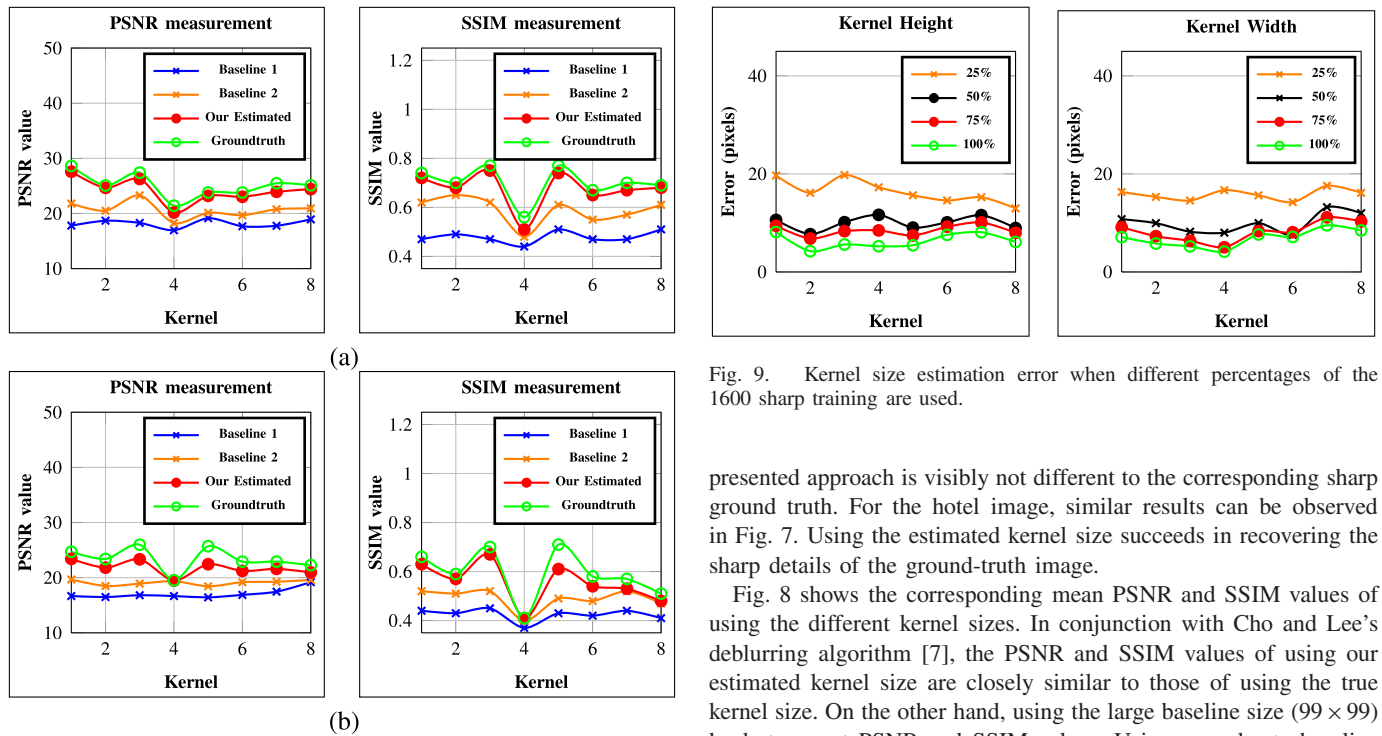 PSNR measurement
PSNR value
50
40
30
20
10
2
4
6
8
Kernel
Baseline 1
Baseline 2
Our Estimated
Groundtruth
SSIM measurement
SSIM value
1.2
1
0.8
0.6
0.4
2
4
6
8
Kernel
Baseline 1
Baseline 2
Our Estimated
Groundtruth
(a)
PSNR measurement
PSNR value
50
40
30
20
10
2
4
6
8
Kernel
Baseline 1
Baseline 2
Our Estimated
Groundtruth
SSIM measurement
SSIM value
1.2
1
0.8
0.6
0.4
2
4
6
8
Kernel
Baseline 1
Baseline 2
Our Estimated
Groundtruth
(b)
Kernel Height
Error (pixels)
40
20
0
2
4
6
8
Kernel
25%
50%
75%
100%
Kernel Width
Error (pixels)
40
20
0
2
4
6
8
Kernel
25%
50%
75%
100%
Fig. 9. Kernel size estimation error when different percentages of the
1600 sharp training are used.
presented approach is visibly not different to the corresponding sharp
ground truth. For the hotel image, similar results can be observed
in Fig. 7. Using the estimated kernel size succeeds in recovering the
sharp details of the ground-truth image.
Fig. 8 shows the corresponding mean PSNR and SSIM values of
using the different kernel sizes. In conjunction with Cho and Lee's
deblurring algorithm [7], the PSNR and SSIM values of using our
estimated kernel size are closely similar to those of using the true
kernel size. On the other hand, using the large baseline size (99 × 99)